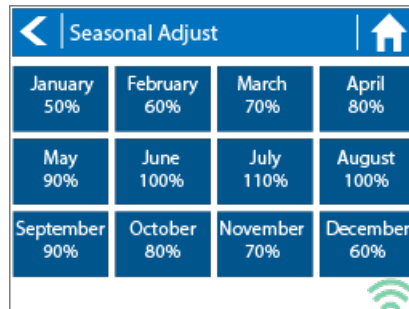 Seasonal Adjust
January February March April
50% 60% 70% 80%
May June July August
90% 100% 110% 100%
September October November December
90% 80% 70% 60%